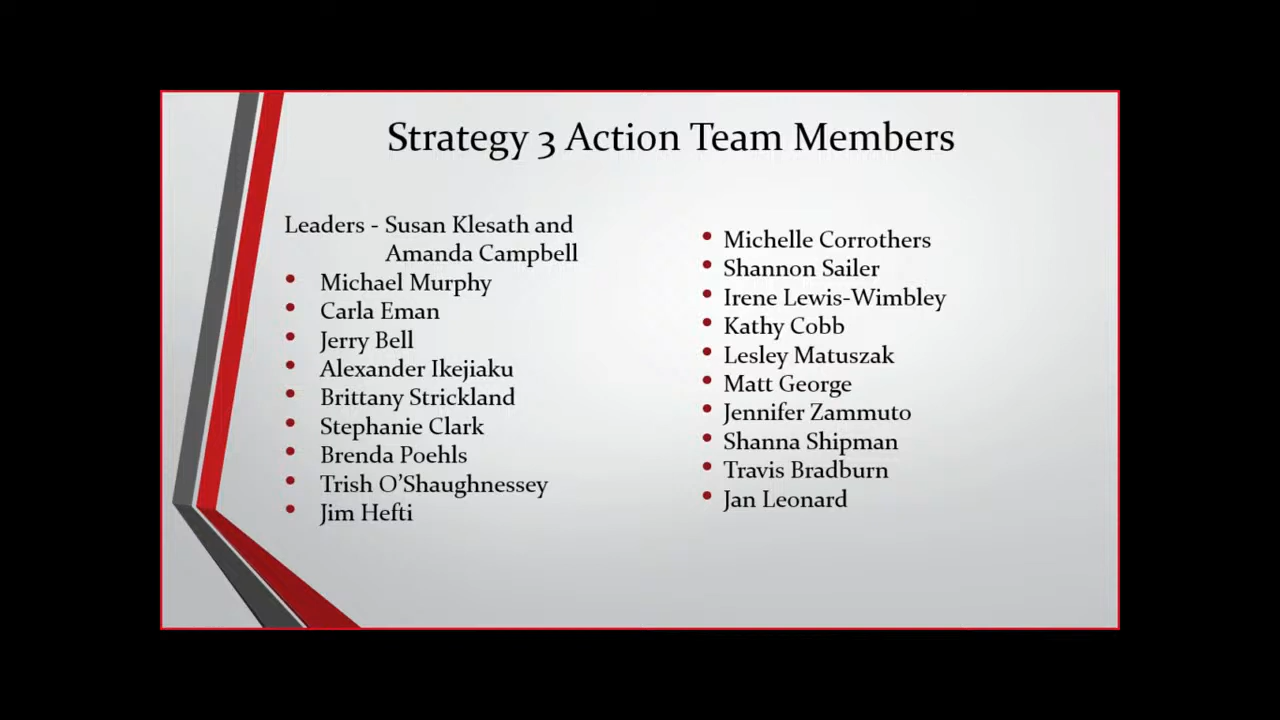 Strategy 3 Action Team Members
Leaders - Susan Klesath and
Amanda Campbell
• Michael Murphy
• Carla Eman
• Jerry Bell
• Alexander Ikejiaku
• Brittany Strickland
• Stephanie Clark
• Brenda Poehls
• Trish O’Shaughnessey
• Jim Hefti
• Michelle Corrothers
• Shannon Sailer
• Irene Lewis-Wimbley
• Kathy Cobb
• Lesley Matuszak
• Matt George
• Jennifer Zammuto
• Shanna Shipman
• Travis Bradburn
• Jan Leonard